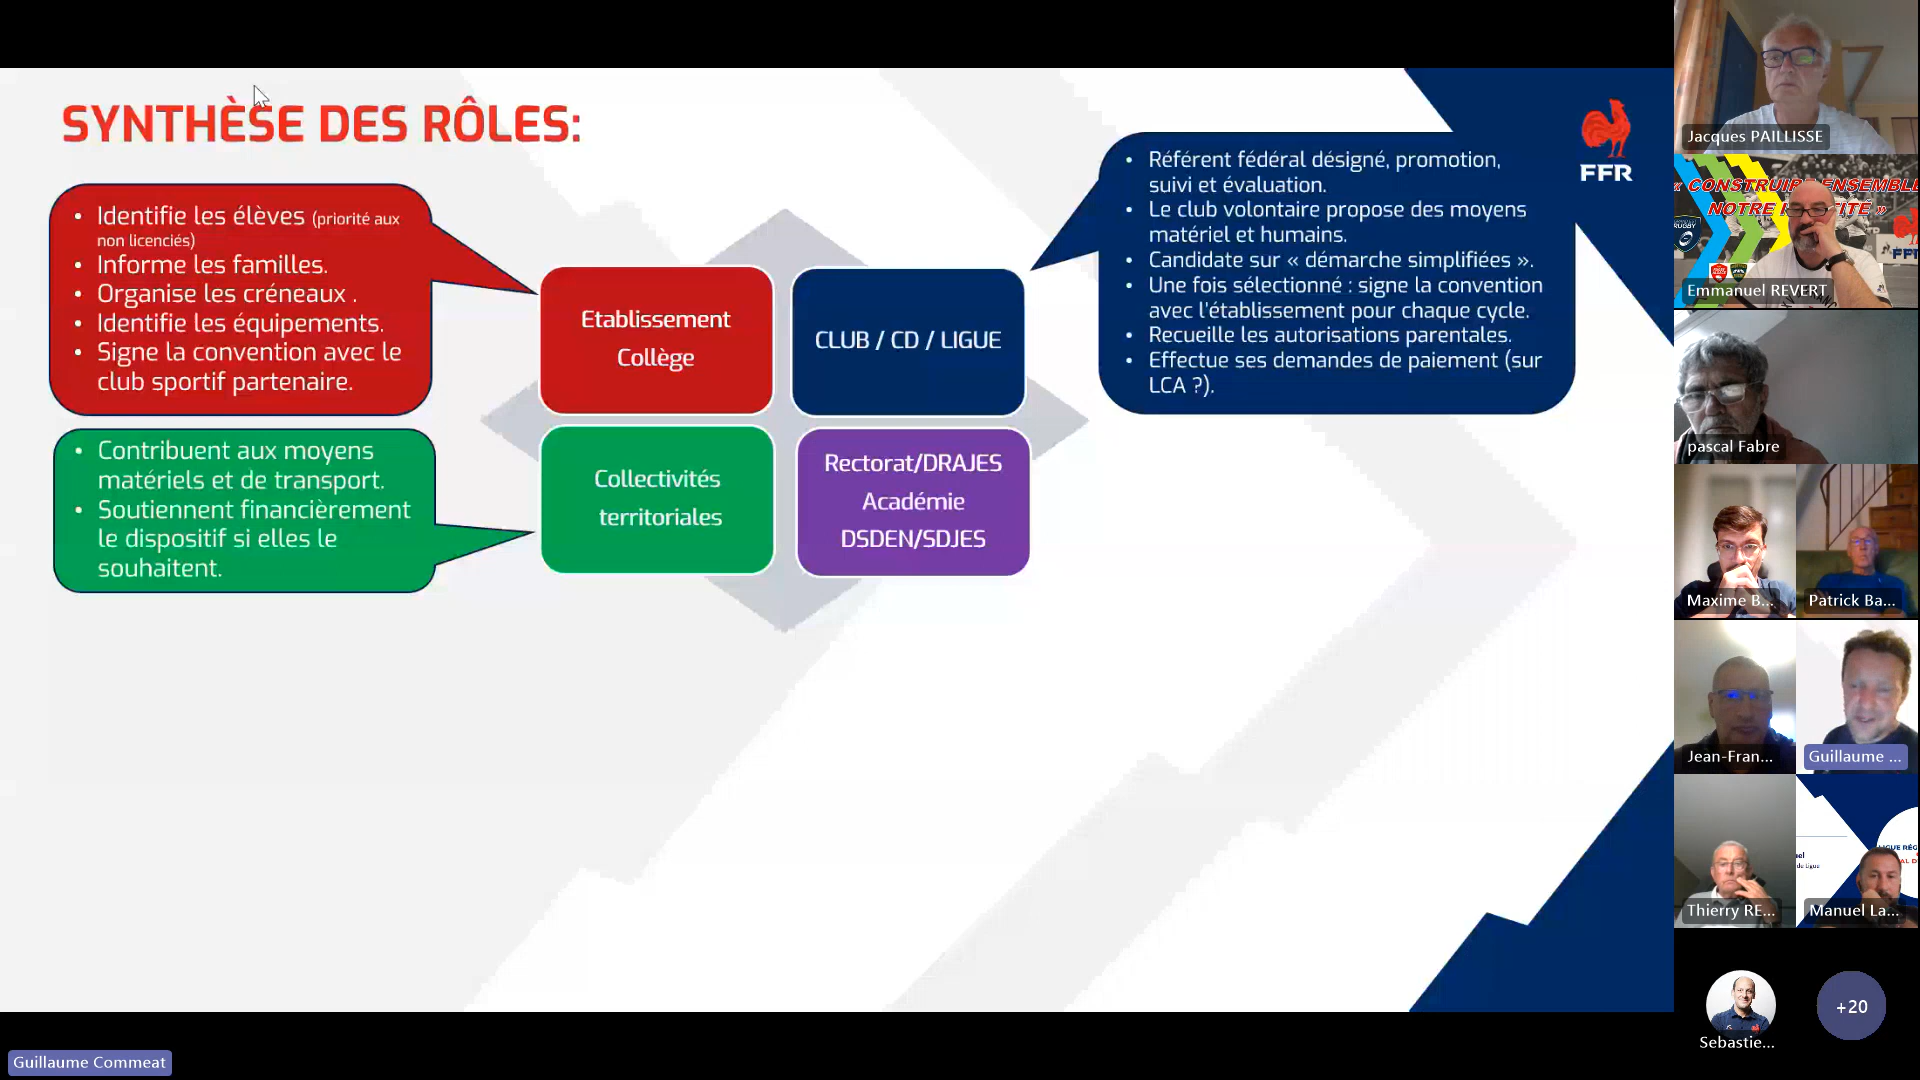 SYNTHÈSE DES RÔLES:
• Identifie les élèves (priorité aux
non licenciés)
• Informe les familles.
• Organise les créneaux .
• Identifie les équipements.
• Signe la convention avec le
club sportif partenaire.
• Contribuent aux moyens
matériels et de transport.
• Soutiennent financièrement
le dispositif si elles le
souhaitent.
Etablissement
Collège
CLUB / CD / LIGUE
Collectivités
territoriales
Rectorat/DRAJES
Académie
DSDEN/SDJES
• Référent fédéral désigné, promotion,
suivi et évaluation.
• Le club volontaire propose des moyens
matériel et humains.
• Candidate sur « démarche simplifiées ».
• Une fois sélectionné : signe la convention
avec l'établissement pour chaque cycle.
• Recueille les autorisations parentales.
• Effectue ses demandes de paiement (sur
LCA ?).
FFR
Jacques PAILLISSE
« CONSTRUIRE ENSEMBLE
NOTRE
Emmanuel REVERT
pascal Fabre
Maxime B...
Patrick Ba...
Jean-Fran...
Guillaume ...
Thierry RE...
Manuel La...
Sebastie...
+20
Guillaume Commeat